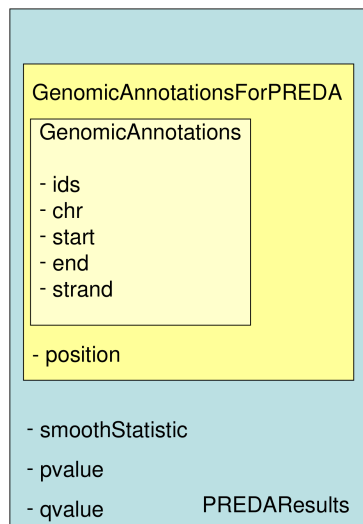 GenomicAnnotationsForPREDA
GenomicAnnotations
- ids
- chr
- start
- end
- strand
- position
- smoothStatistic
- pvalue
- qvalue PREDAResults